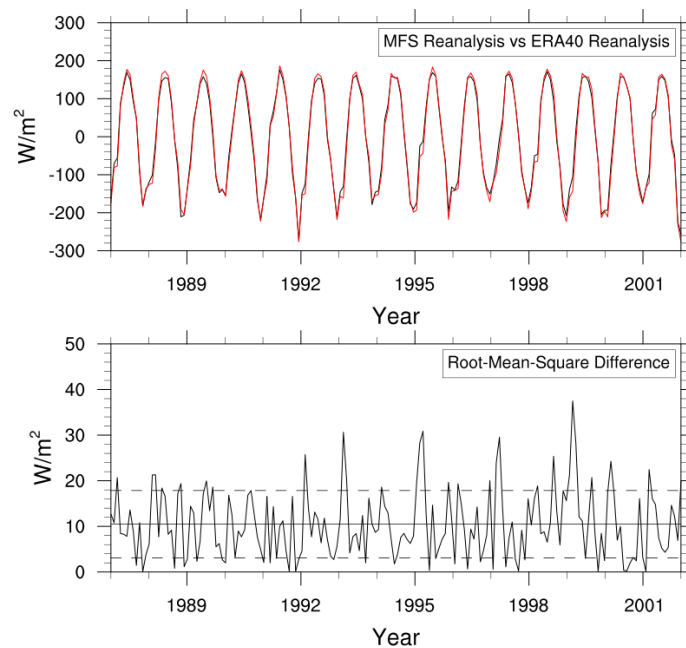 MFS Reanalysis vs ERA40 Reanalysis
300
200
100
0
-100
-200
-300
W/m²
1989 1992 1995 1998 2001
Year
Root-Mean-Square Difference
50
40
30
20
10
0
W/m²
1989 1992 1995 1998 2001
Year